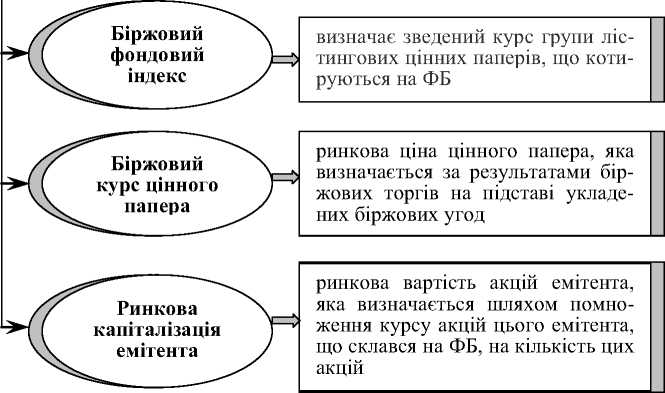 Біржовий
фондовий
індекс
визначає зведений курс групи ліс-
тингових цінних паперів, що коти-
руються на ФБ
Біржовий
курс цінного
папера
ринкова ціна цінного папера, яка
визначається за результатами бір-
жових торгів на підставі укладе-
них біржових угод
Ринкова
капіталізація
емітента
ринкова вартість акцій емітента,
яка визначається шляхом помно-
ження курсу акцій цього емітента,
що склався на ФБ, на кількість цих
акцій